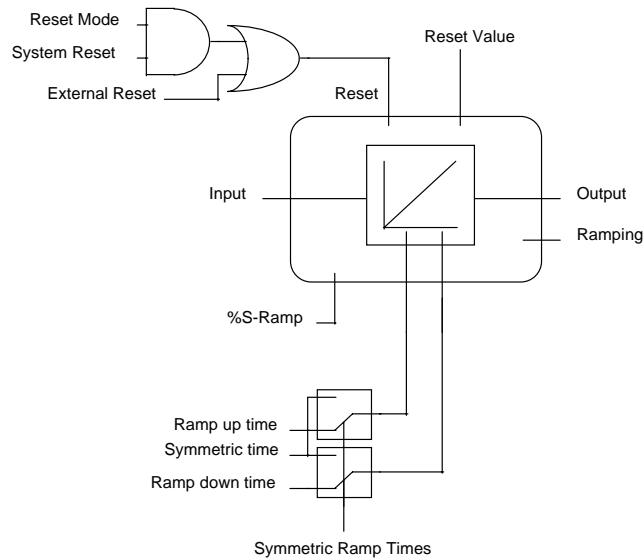 Reset Mode
System Reset
External Reset
Reset Value
Reset
Input
Output
Ramping
%S-Ramp
Ramp up time
Symmetric time
Ramp down time
Symmetric Ramp Times